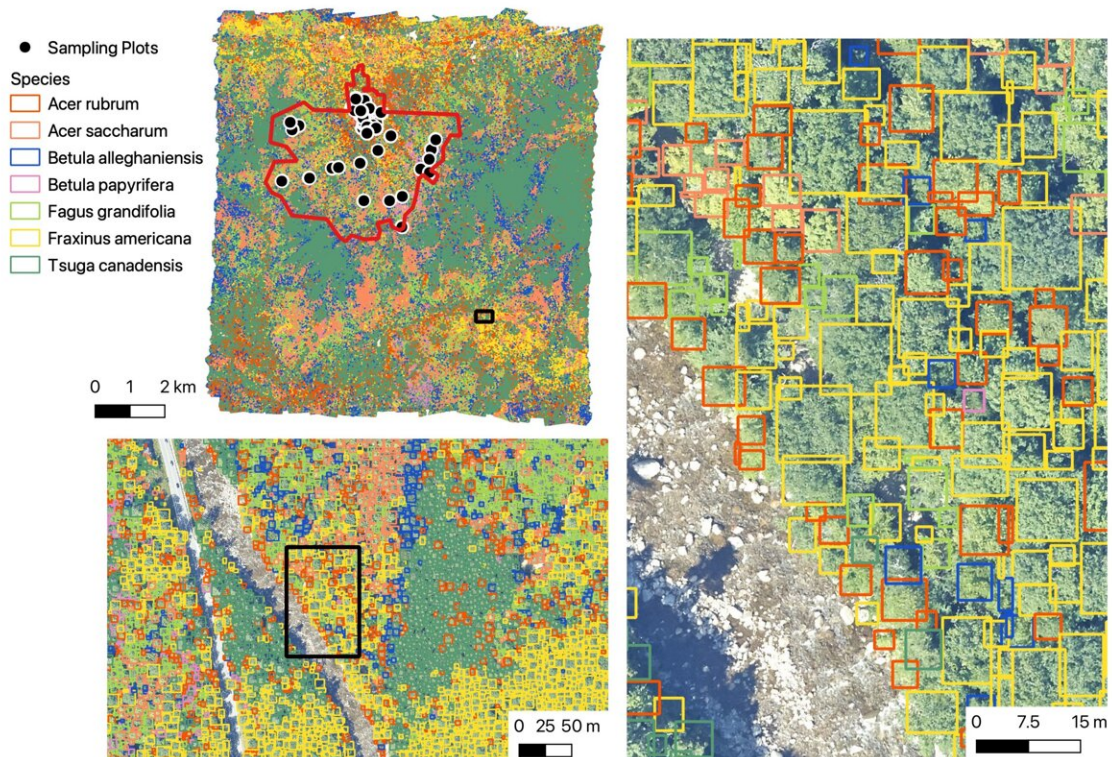 Sampling Plots
Species
Acer rubrum
Acer saccharum
Betula alleghaniensis
Betula papyrifera
Fagus grandifolia
Fraxinus americana
Tsuga canadensis
0 1 2 km
0 25 50 m
0 7.5 15 m